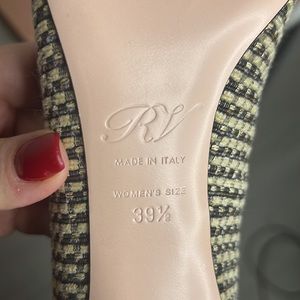 RV
MADE IN ITALY
WOMEN'S SIZE
39½